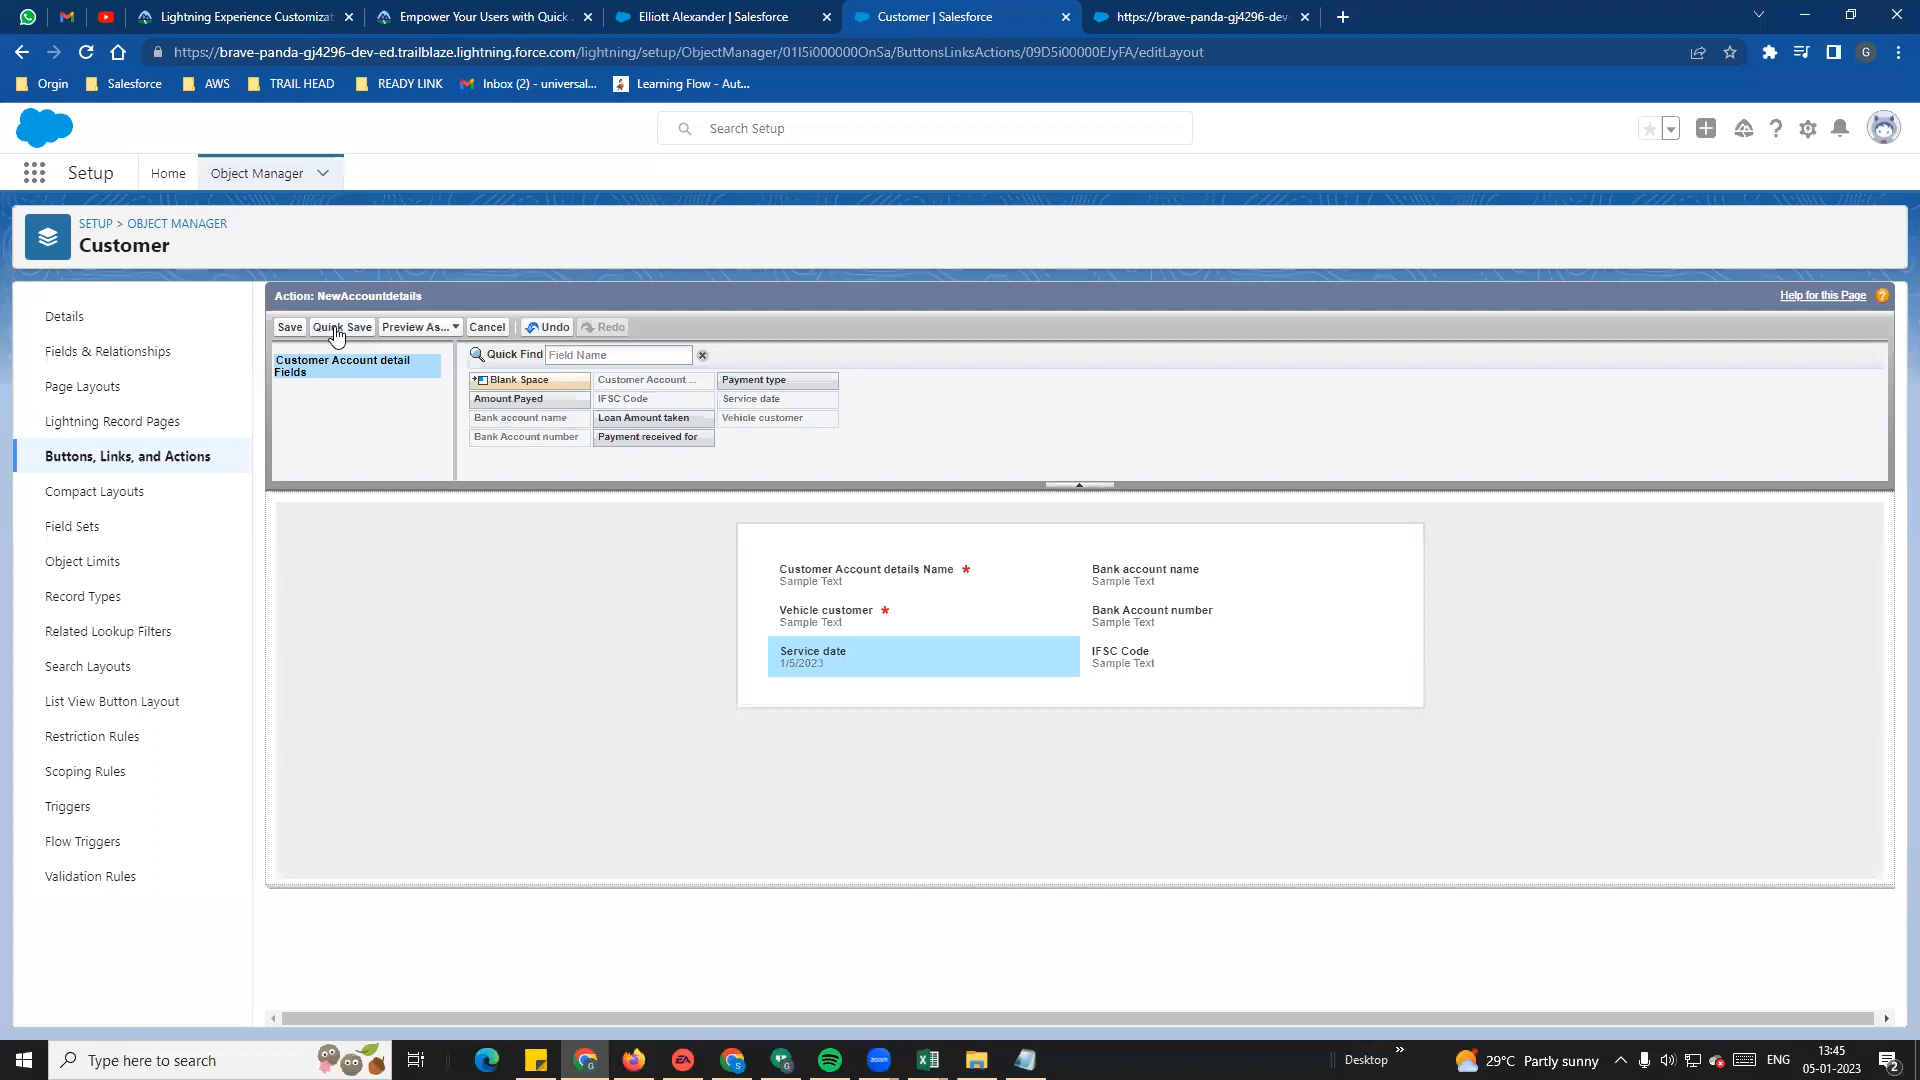 Lightning Experience Customizat
Empower Your Users with Quick
Elliott Alexander | Salesforce
Customer | Salesforce
https://brave-panda-gj4296-dev
https://brave-panda-gj4296-dev-ed.trailblaze.lightning.force.com/lightning/setup/ObjectManager/01I5i000000OnSa/ButtonsLinksActions/09D5i00000EJyFA/editLayout
G
Orgin
Salesforce
AWS
TRAIL HEAD
READY LINK
Inbox (2) - universal...
Learning Flow - Aut...
Search Setup
Setup
Home
Object Manager
SETUP > OBJECT MANAGER
Customer
Details
Fields & Relationships
Page Layouts
Lightning Record Pages
Buttons, Links, and Actions
Compact Layouts
Field Sets
Object Limits
Record Types
Related Lookup Filters
Search Layouts
List View Button Layout
Restriction Rules
Scoping Rules
Triggers
Flow Triggers
Validation Rules
Action: NewAccountdetails
Help for this Page
Save
Quick Save
Preview As...
Cancel
Undo
Redo
Customer Account detail
Fields
Quick Find
Field Name
Blank Space
Customer Account ...
Payment type
Amount Payed
IFSC Code
Service date
Bank account name
Loan Amount taken
Vehicle customer
Bank Account number
Payment received for
Customer Account details Name *
Sample Text
Bank account name
Sample Text
Vehicle customer *
Sample Text
Bank Account number
Sample Text
Service date
1/5/2023
IFSC Code
Sample Text
Type here to search
Desktop
29°C Partly sunny
ENG
13:45
05-01-2023
2